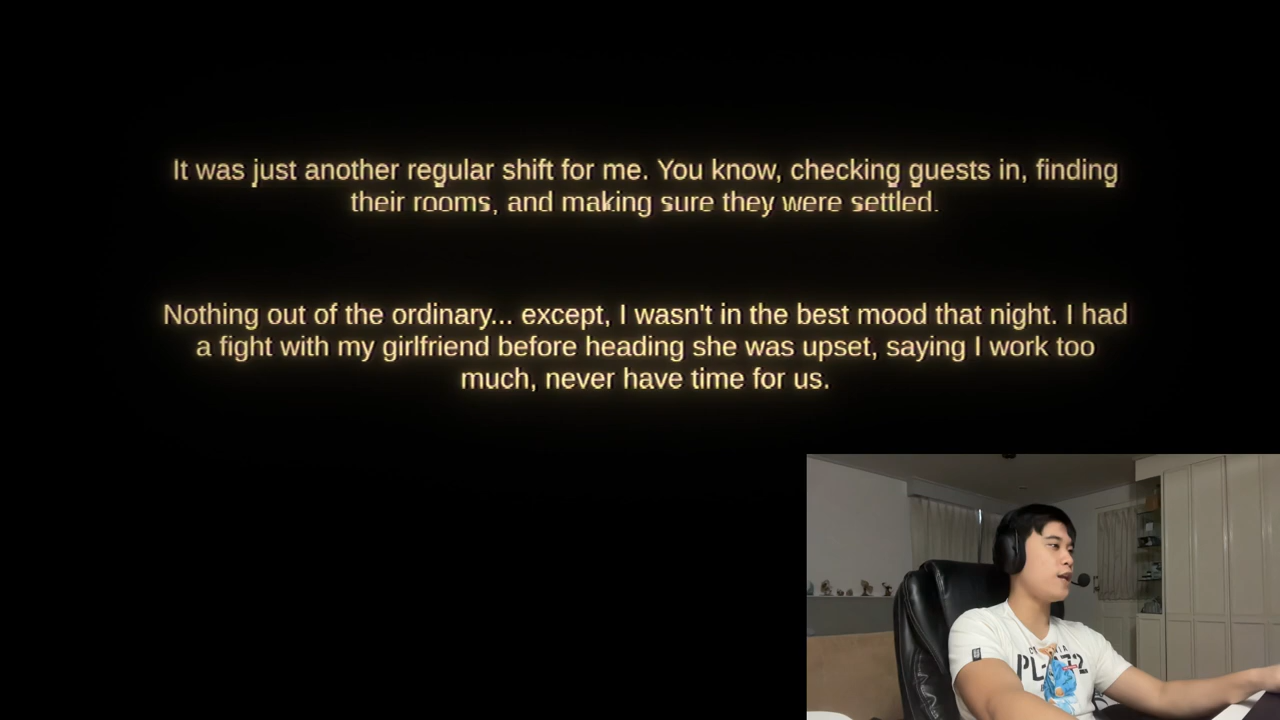 It was just another regular shift for me. You know, checking guests in, finding
their rooms, and making sure they were settled.
Nothing out of the ordinary... except, I wasn't in the best mood that night. I had
a fight with my girlfriend before heading she was upset, saying I work too
much, never have time for us.